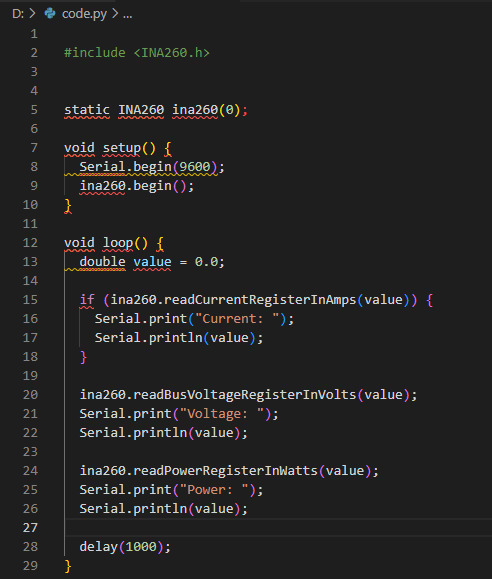 D: > code.py > ...
1
2 #include <INA260.h>
3
4
5 static INA260 ina260(0);
6
7 void setup() {
8   Serial.begin(9600);
9   ina260.begin();
10 }
11
12 void loop() {
13   double value = 0.0;
14
15   if (ina260.readCurrentRegisterInAmps(value)) {
16     Serial.print("Current: ");
17     Serial.println(value);
18   }
19
20   ina260.readBusVoltageRegisterInVolts(value);
21   Serial.print("Voltage: ");
22   Serial.println(value);
23
24   ina260.readPowerRegisterInWatts(value);
25   Serial.print("Power: ");
26   Serial.println(value);
27
28   delay(1000);
29 }